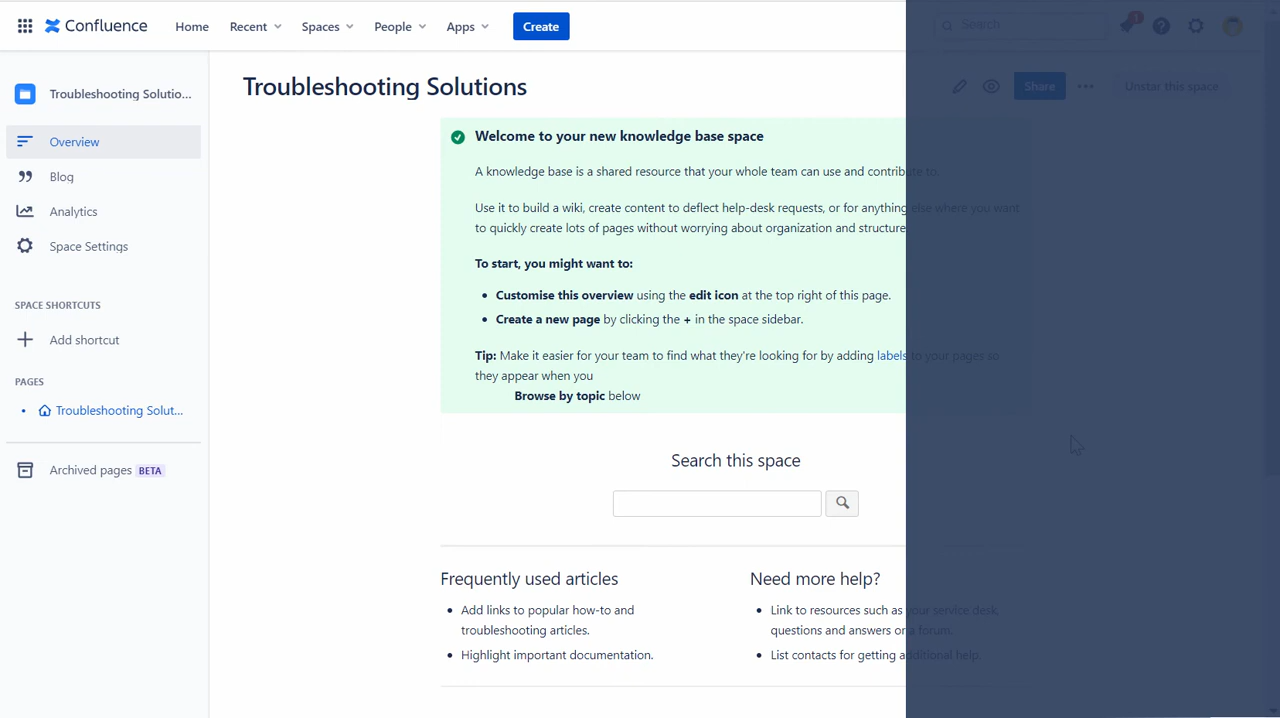 Confluence Home Recent Spaces People Apps Create Search 1
Troubleshooting Solutio...
Overview
Blog
Analytics
Space Settings
SPACE SHORTCUTS
Add shortcut
PAGES
Troubleshooting Solut...
Archived pages BETA
Troubleshooting Solutions
Share
Unstar this space
Welcome to your new knowledge base space
A knowledge base is a shared resource that your whole team can use and contribute to.
Use it to build a wiki, create content to deflect help-desk requests, or for anything else where you want
to quickly create lots of pages without worrying about organization and structure
To start, you might want to:
• Customise this overview using the edit icon at the top right of this page.
• Create a new page by clicking the + in the space sidebar.
Tip: Make it easier for your team to find what they're looking for by adding labels to your pages so
they appear when you
Browse by topic below
Search this space
Frequently used articles
• Add links to popular how-to and
troubleshooting articles.
• Highlight important documentation.
Need more help?
• Link to resources such as your service desk,
questions and answers or a forum.
• List contacts for getting additional help.